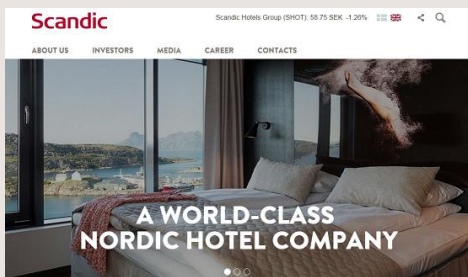 Scandic
Scandic Hotels Group (SHOT): 58.75 SEK -1.26%
ABOUT US INVESTORS MEDIA CAREER CONTACTS
A WORLD-CLASS
NORDIC HOTEL COMPANY